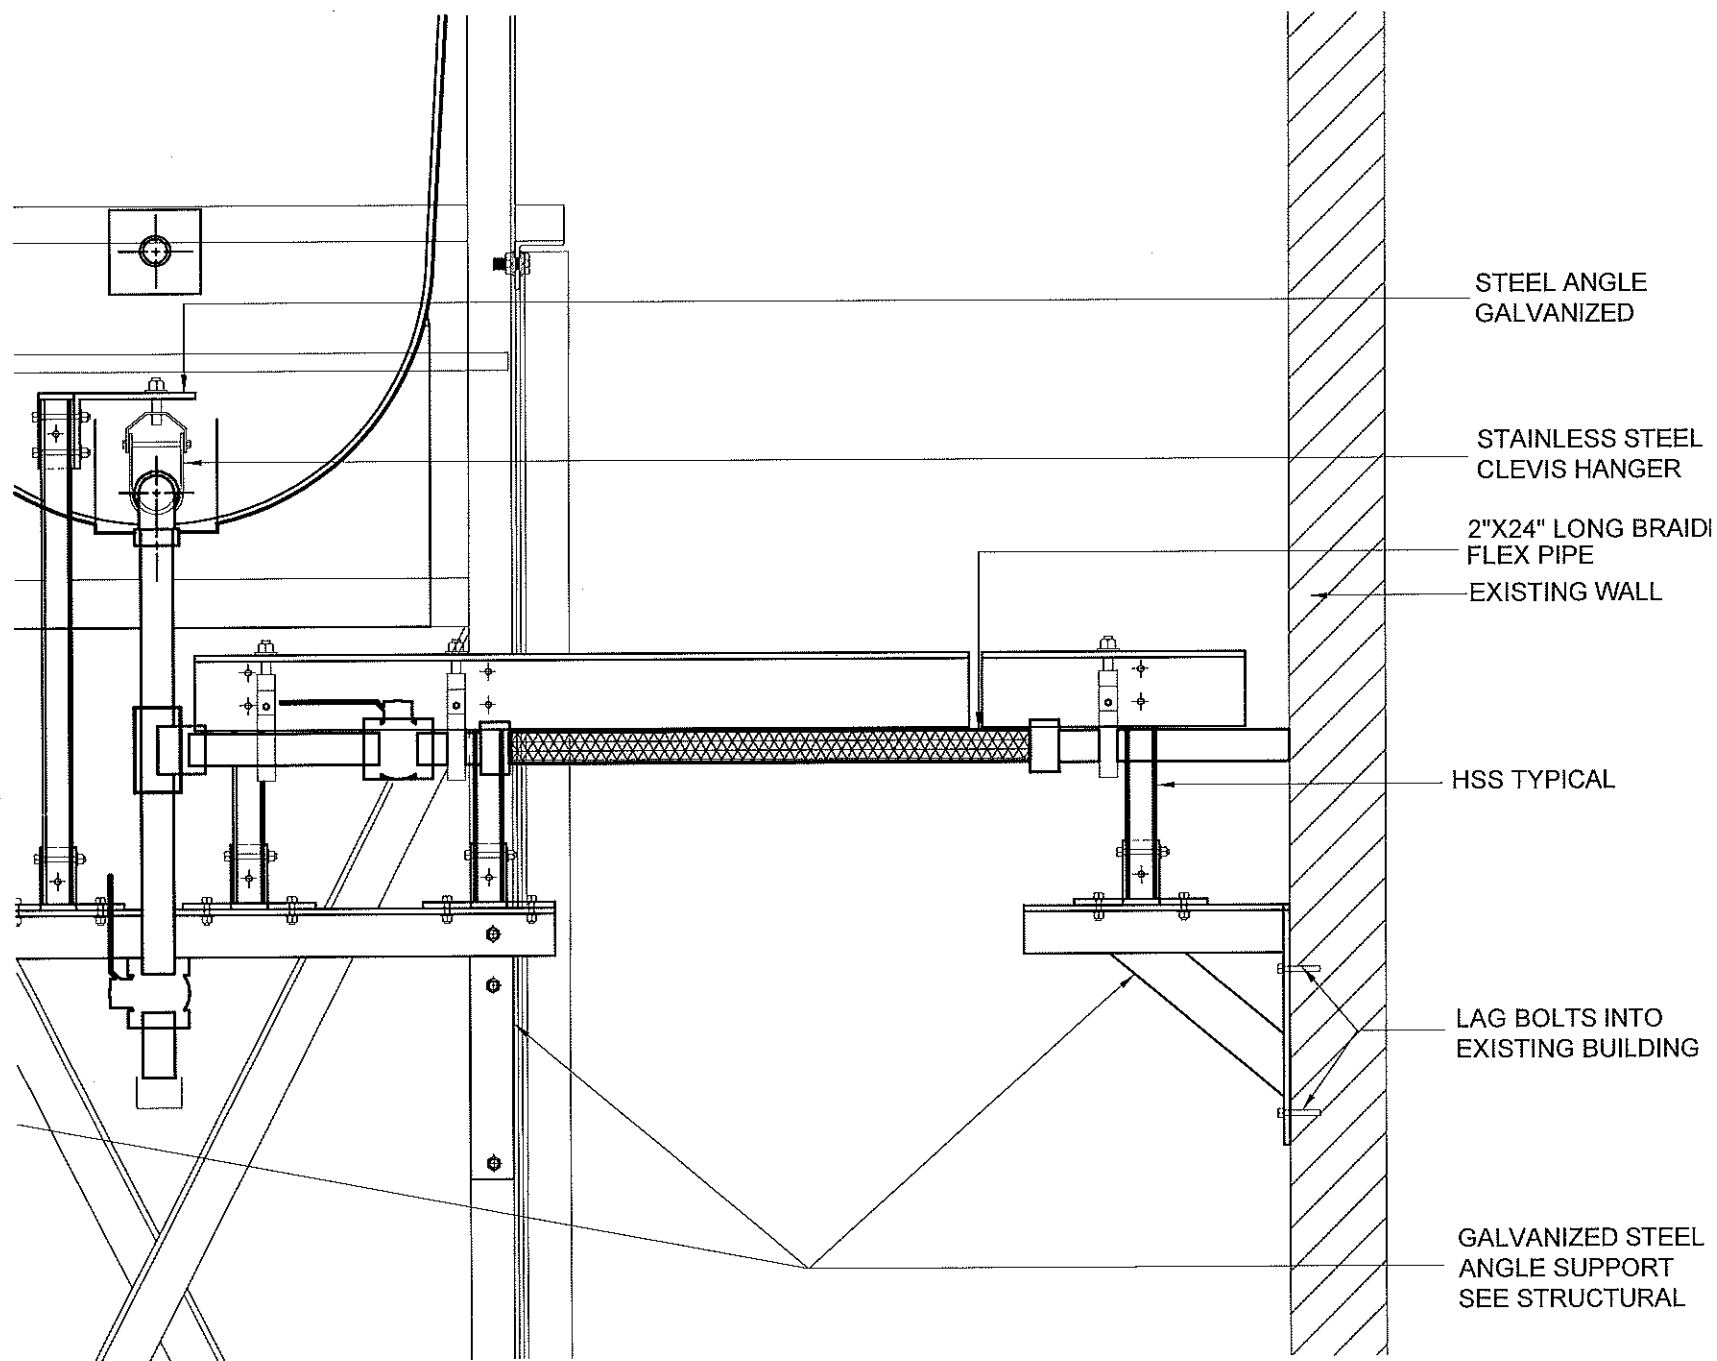 STEEL ANGLE
GALVANIZED
STAINLESS STEEL
CLEVIS HANGER
2"X24" LONG BRAID
FLEX PIPE
EXISTING WALL
HSS TYPICAL
LAG BOLTS INTO
EXISTING BUILDING
GALVANIZED STEEL
ANGLE SUPPORT
SEE STRUCTURAL